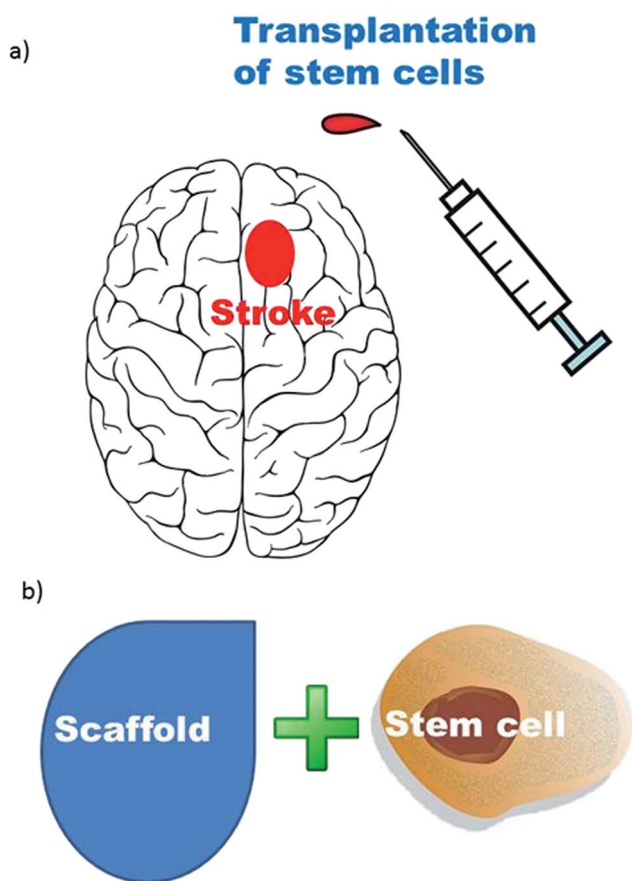 a)
Transplantation
of stem cells
Stroke
b)
Scaffold
Stem cell